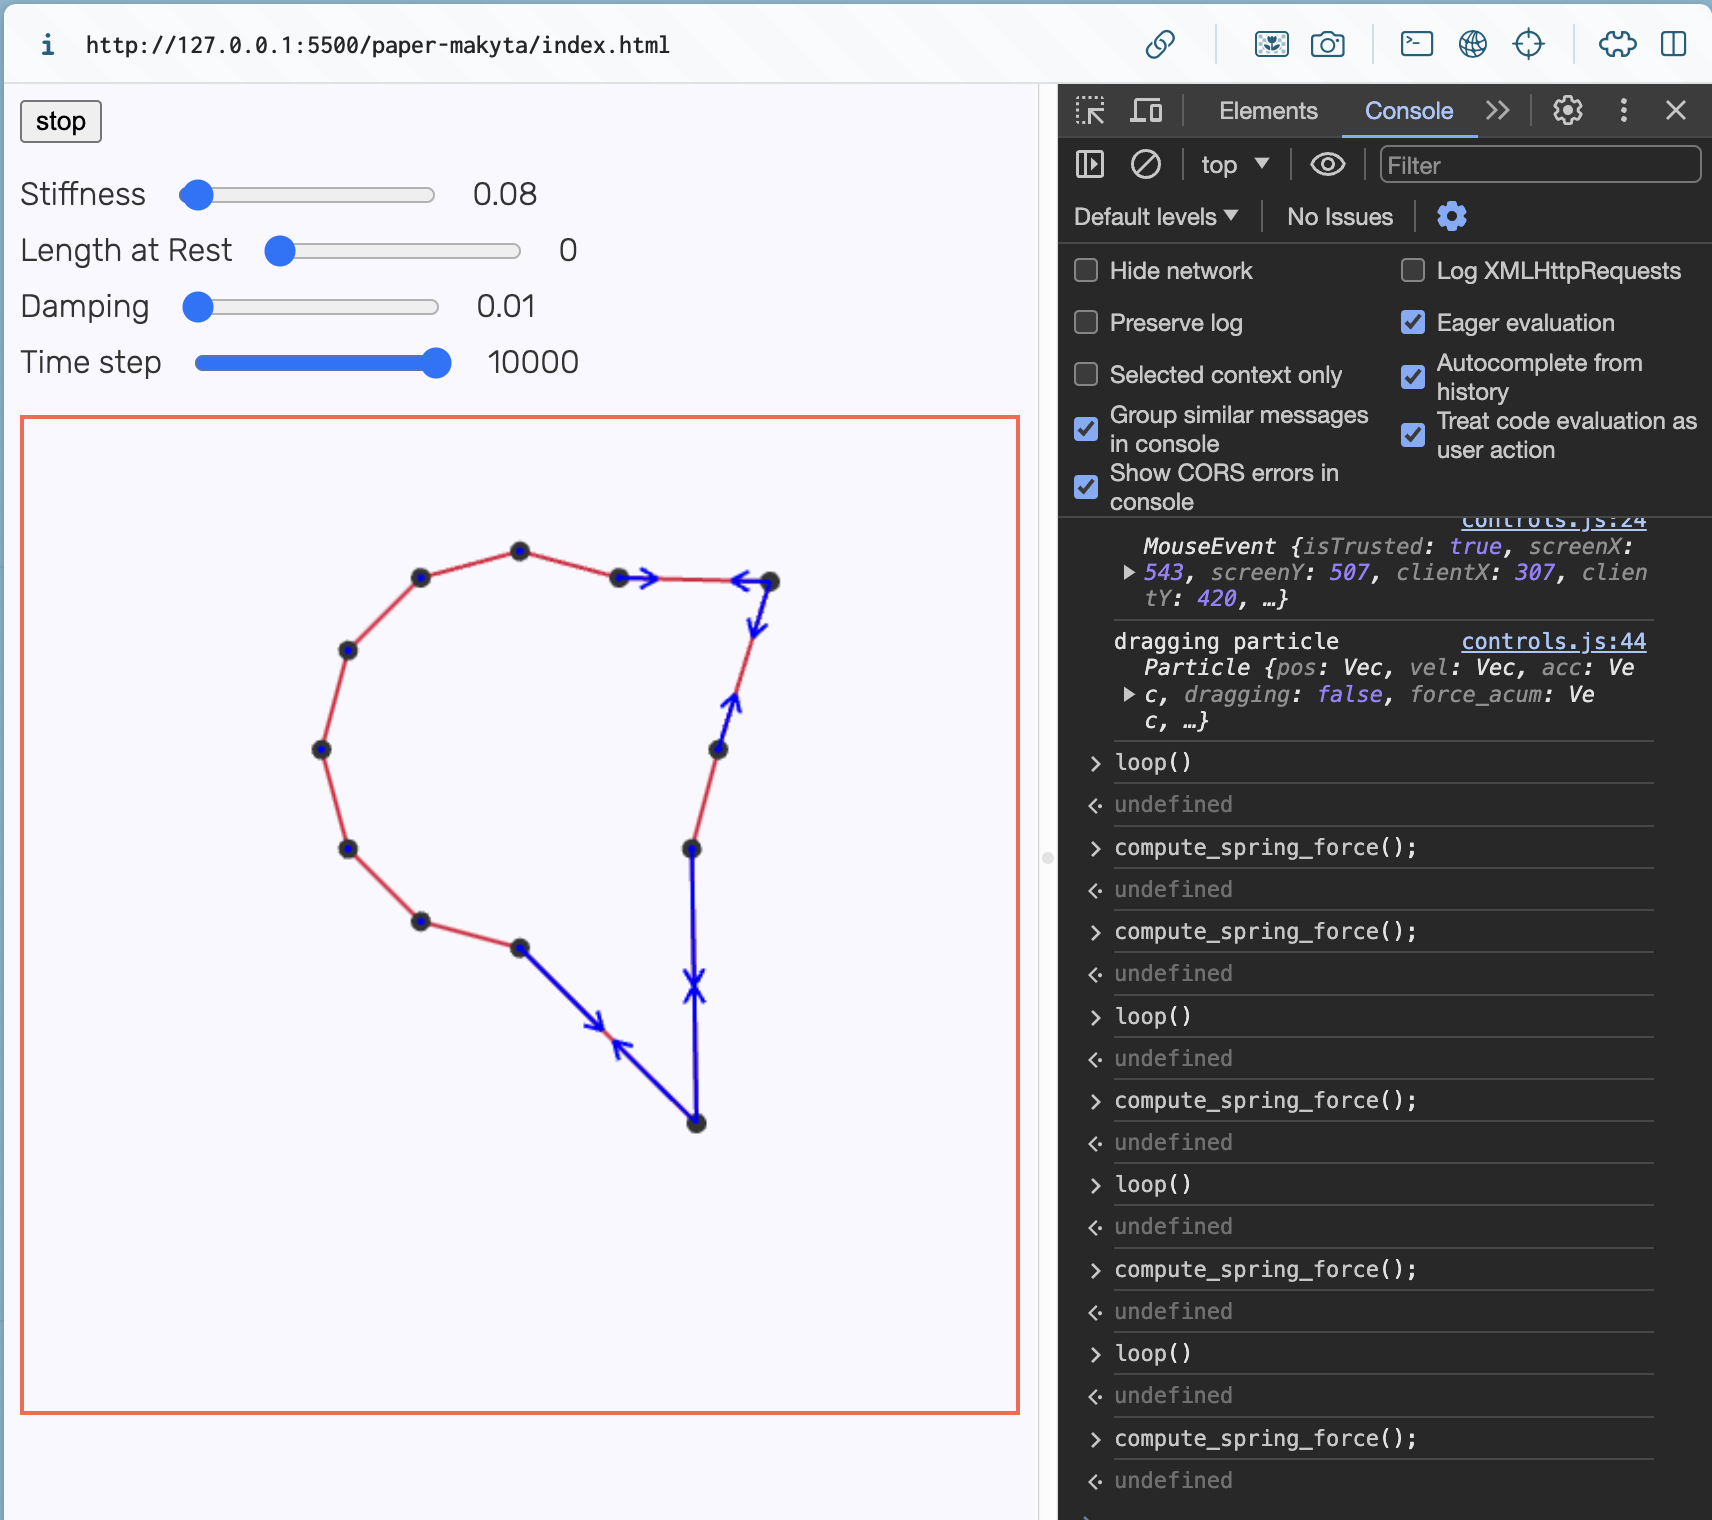 i http://127.0.0.1:5500/paper-makyta/index.html
stop
Stiffness 0.08
Length at Rest 0
Damping 0.01
Time step 10000
Elements Console
top Filter
Default levels No Issues
Hide network Log XMLHttpRequests
Preserve log Eager evaluation
Selected context only Autocomplete from
history
Group similar messages
in console
Treat code evaluation as
user action
Show CORS errors in
console
controls.js:24
MouseEvent {isTrusted: true, screenX:
543, screenY: 507, clientX: 307, clien
tY: 420, …}
dragging particle controls.js:44
Particle {pos: Vec, vel: Vec, acc: Ve
c, dragging: false, force_acum: Ve
c, …}
loop()
undefined
compute_spring_force();
undefined
compute_spring_force();
undefined
loop()
undefined
compute_spring_force();
undefined
loop()
undefined
compute_spring_force();
undefined
loop()
undefined
compute_spring_force();
undefined